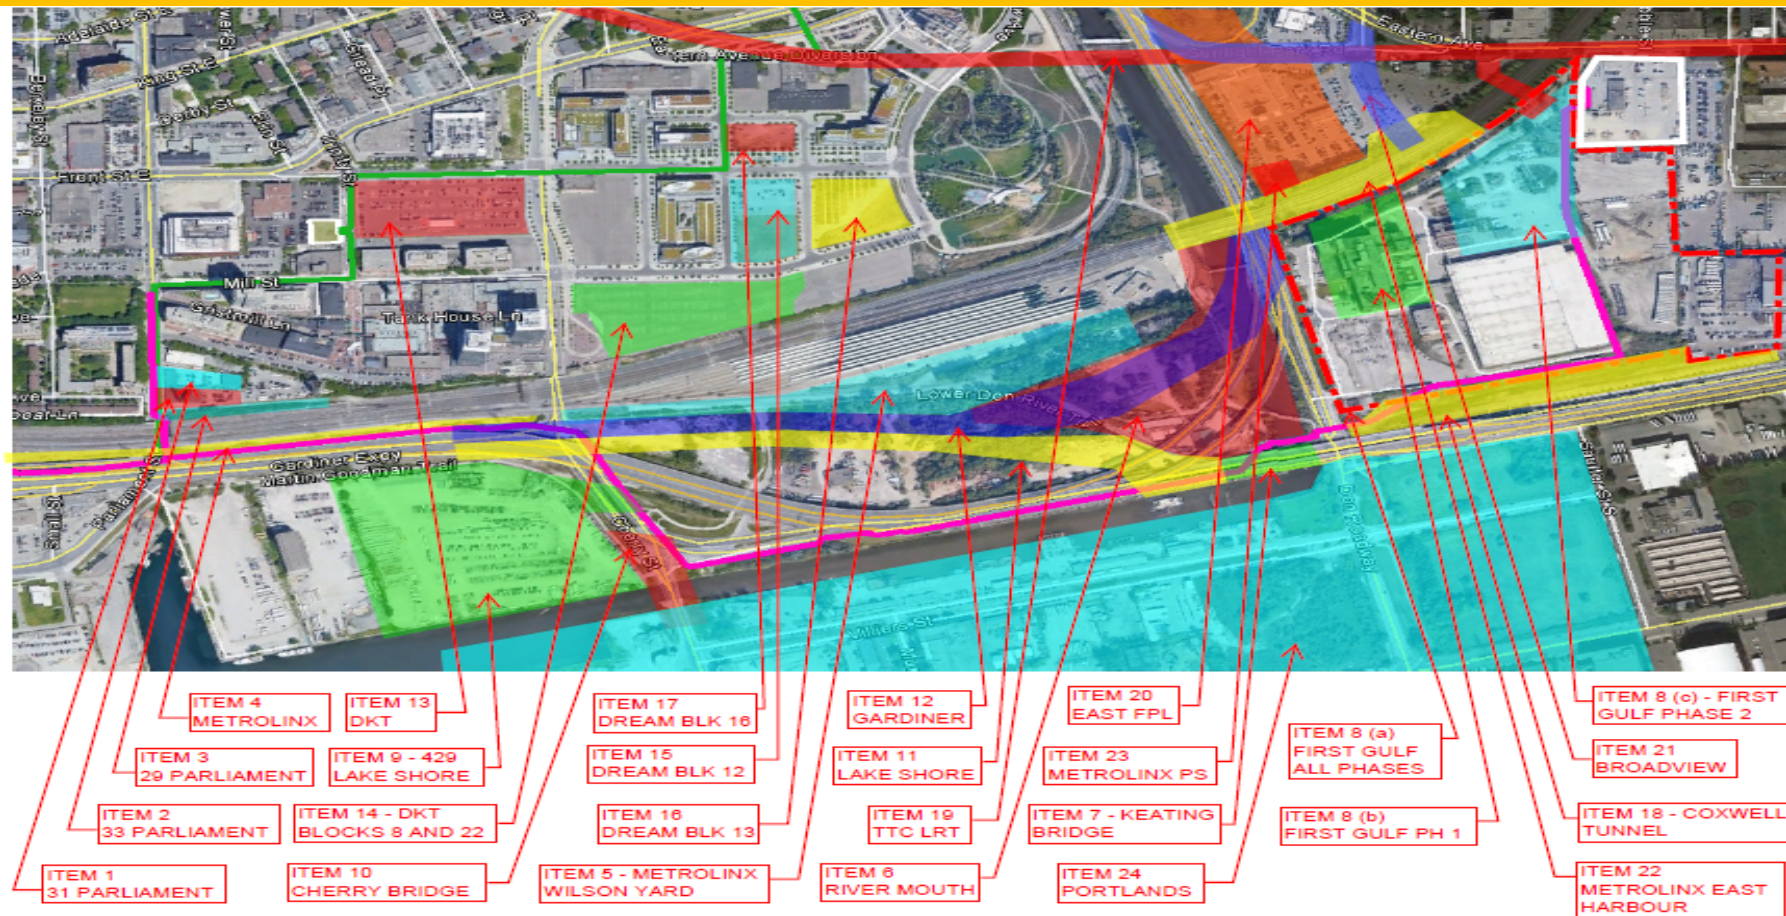 Adelaide St E
King St E
Derby St
Eastern Ave
Front St E
Mill St
Gristmill Ln
Tank House Ln
Lower Don River Trail
Gardiner Expy
Martin Goodman Trail
Parliament St
Small St
Cherry St
Villiers St
Don Roadway
Saulter St S
ITEM 4
METROLINX
ITEM 13
DKT
ITEM 17
DREAM BLK 16
ITEM 12
GARDINER
ITEM 20
EAST FPL
ITEM 8 (c) - FIRST
GULF PHASE 2
ITEM 3
29 PARLIAMENT
ITEM 9 - 429
LAKE SHORE
ITEM 15
DREAM BLK 12
ITEM 11
LAKE SHORE
ITEM 23
METROLINX PS
ITEM 8 (a)
FIRST GULF
ALL PHASES
ITEM 21
BROADVIEW
ITEM 2
33 PARLIAMENT
ITEM 14 - DKT
BLOCKS 8 AND 22
ITEM 16
DREAM BLK 13
ITEM 19
TTC LRT
ITEM 7 - KEATING
BRIDGE
ITEM 8 (b)
FIRST GULF PH 1
ITEM 18 - COXWELL
TUNNEL
ITEM 1
31 PARLIAMENT
ITEM 10
CHERRY BRIDGE
ITEM 5 - METROLINX
WILSON YARD
ITEM 6
RIVER MOUTH
ITEM 24
PORTLANDS
ITEM 22
METROLINX EAST
HARBOUR